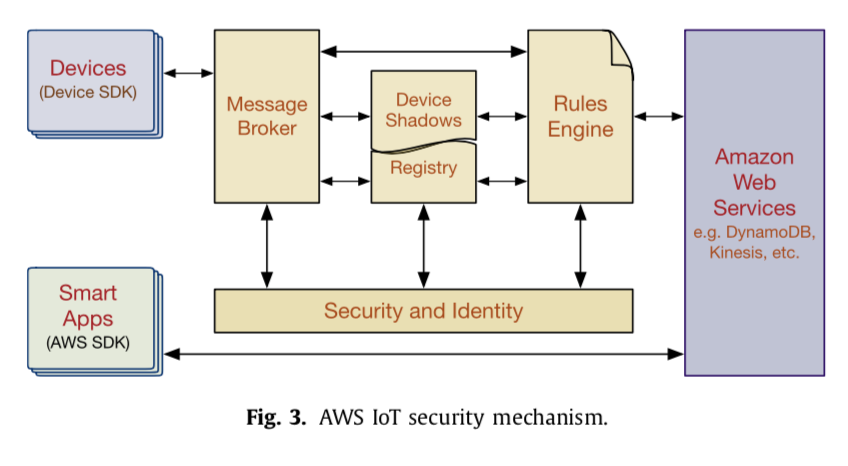 Devices
(Device SDK)
Message
Broker
Device
Shadows
Registry
Rules
Engine
Amazon
Web
Services
e.g. DynamoDB,
Kinesis, etc.
Smart
Apps
(AWS SDK)
Security and Identity
Fig. 3. AWS IoT security mechanism.